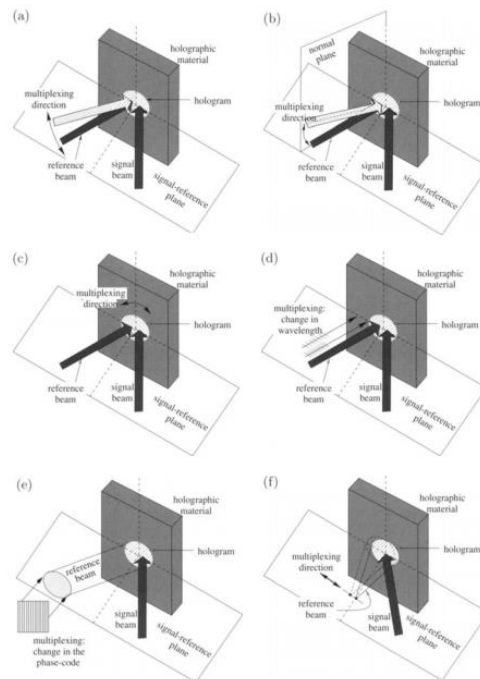 (a)
holographic
material
multiplexing
direction
hologram
reference
beam
signal
beam
signal-reference
plane
(b)
normal
plane
holographic
material
multiplexing
direction
hologram
reference
beam
signal
beam
signal-reference
plane
(c)
holographic
material
multiplexing
direction
hologram
reference
beam
signal
beam
signal-reference
plane
(d)
holographic
material
multiplexing:
change in
wavelength
hologram
reference
beam
signal
beam
signal-reference
plane
(e)
holographic
material
hologram
reference
beam
signal
beam
signal-reference
plane
multiplexing:
change in the
phase-code
(f)
holographic
material
hologram
multiplexing
direction
reference
beam
signal
beam
signal-reference
plane